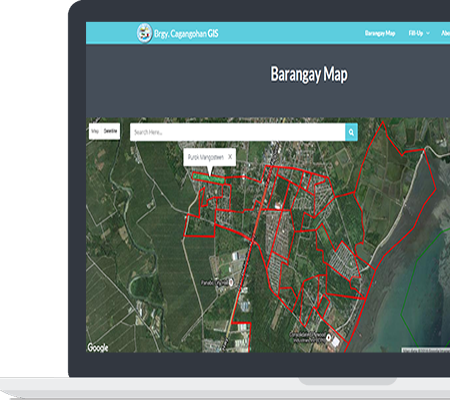 Brgy. Cagangohan GIS
Barangay Map
Fill-Up
Abo
Barangay Map
Map
Satellite
Search Here...
Purok Mangosteen X
Google